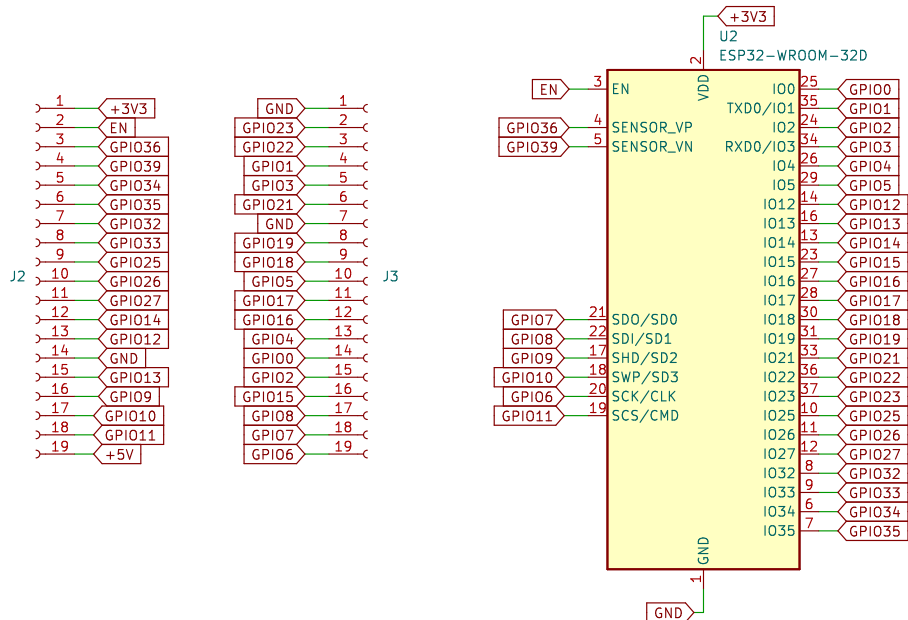 +3V3
U2
ESP32-WROOM-32D
2
VDD
EN 3 EN
GPIO36 4 SENSOR_VP
GPIO39 5 SENSOR_VN
GPIO7 21 SDO/SD0
GPIO8 22 SDI/SD1
GPIO9 17 SHD/SD2
GPIO10 18 SWP/SD3
GPIO6 20 SCK/CLK
GPIO11 19 SCS/CMD
IO0 25 GPIO0
TXD0/IO1 35 GPIO1
IO2 24 GPIO2
RXD0/IO3 34 GPIO3
IO4 26 GPIO4
IO5 29 GPIO5
IO12 14 GPIO12
IO13 16 GPIO13
IO14 13 GPIO14
IO15 23 GPIO15
IO16 27 GPIO16
IO17 28 GPIO17
IO18 30 GPIO18
IO19 31 GPIO19
IO21 33 GPIO21
IO22 36 GPIO22
IO23 37 GPIO23
IO25 10 GPIO25
IO26 11 GPIO26
IO27 12 GPIO27
IO32 8 GPIO32
IO33 9 GPIO33
IO34 6 GPIO34
IO35 7 GPIO35
GND
1
GND
J2
1 +3V3
2 EN
3 GPIO36
4 GPIO39
5 GPIO34
6 GPIO35
7 GPIO32
8 GPIO33
9 GPIO25
10 GPIO26
11 GPIO27
12 GPIO14
13 GPIO12
14 GND
15 GPIO13
16 GPIO9
17 GPIO10
18 GPIO11
19 +5V
J3
GND 1
GPIO23 2
GPIO22 3
GPIO1 4
GPIO3 5
GPIO21 6
GND 7
GPIO19 8
GPIO18 9
GPIO5 10
GPIO17 11
GPIO16 12
GPIO4 13
GPIO0 14
GPIO2 15
GPIO15 16
GPIO8 17
GPIO7 18
GPIO6 19